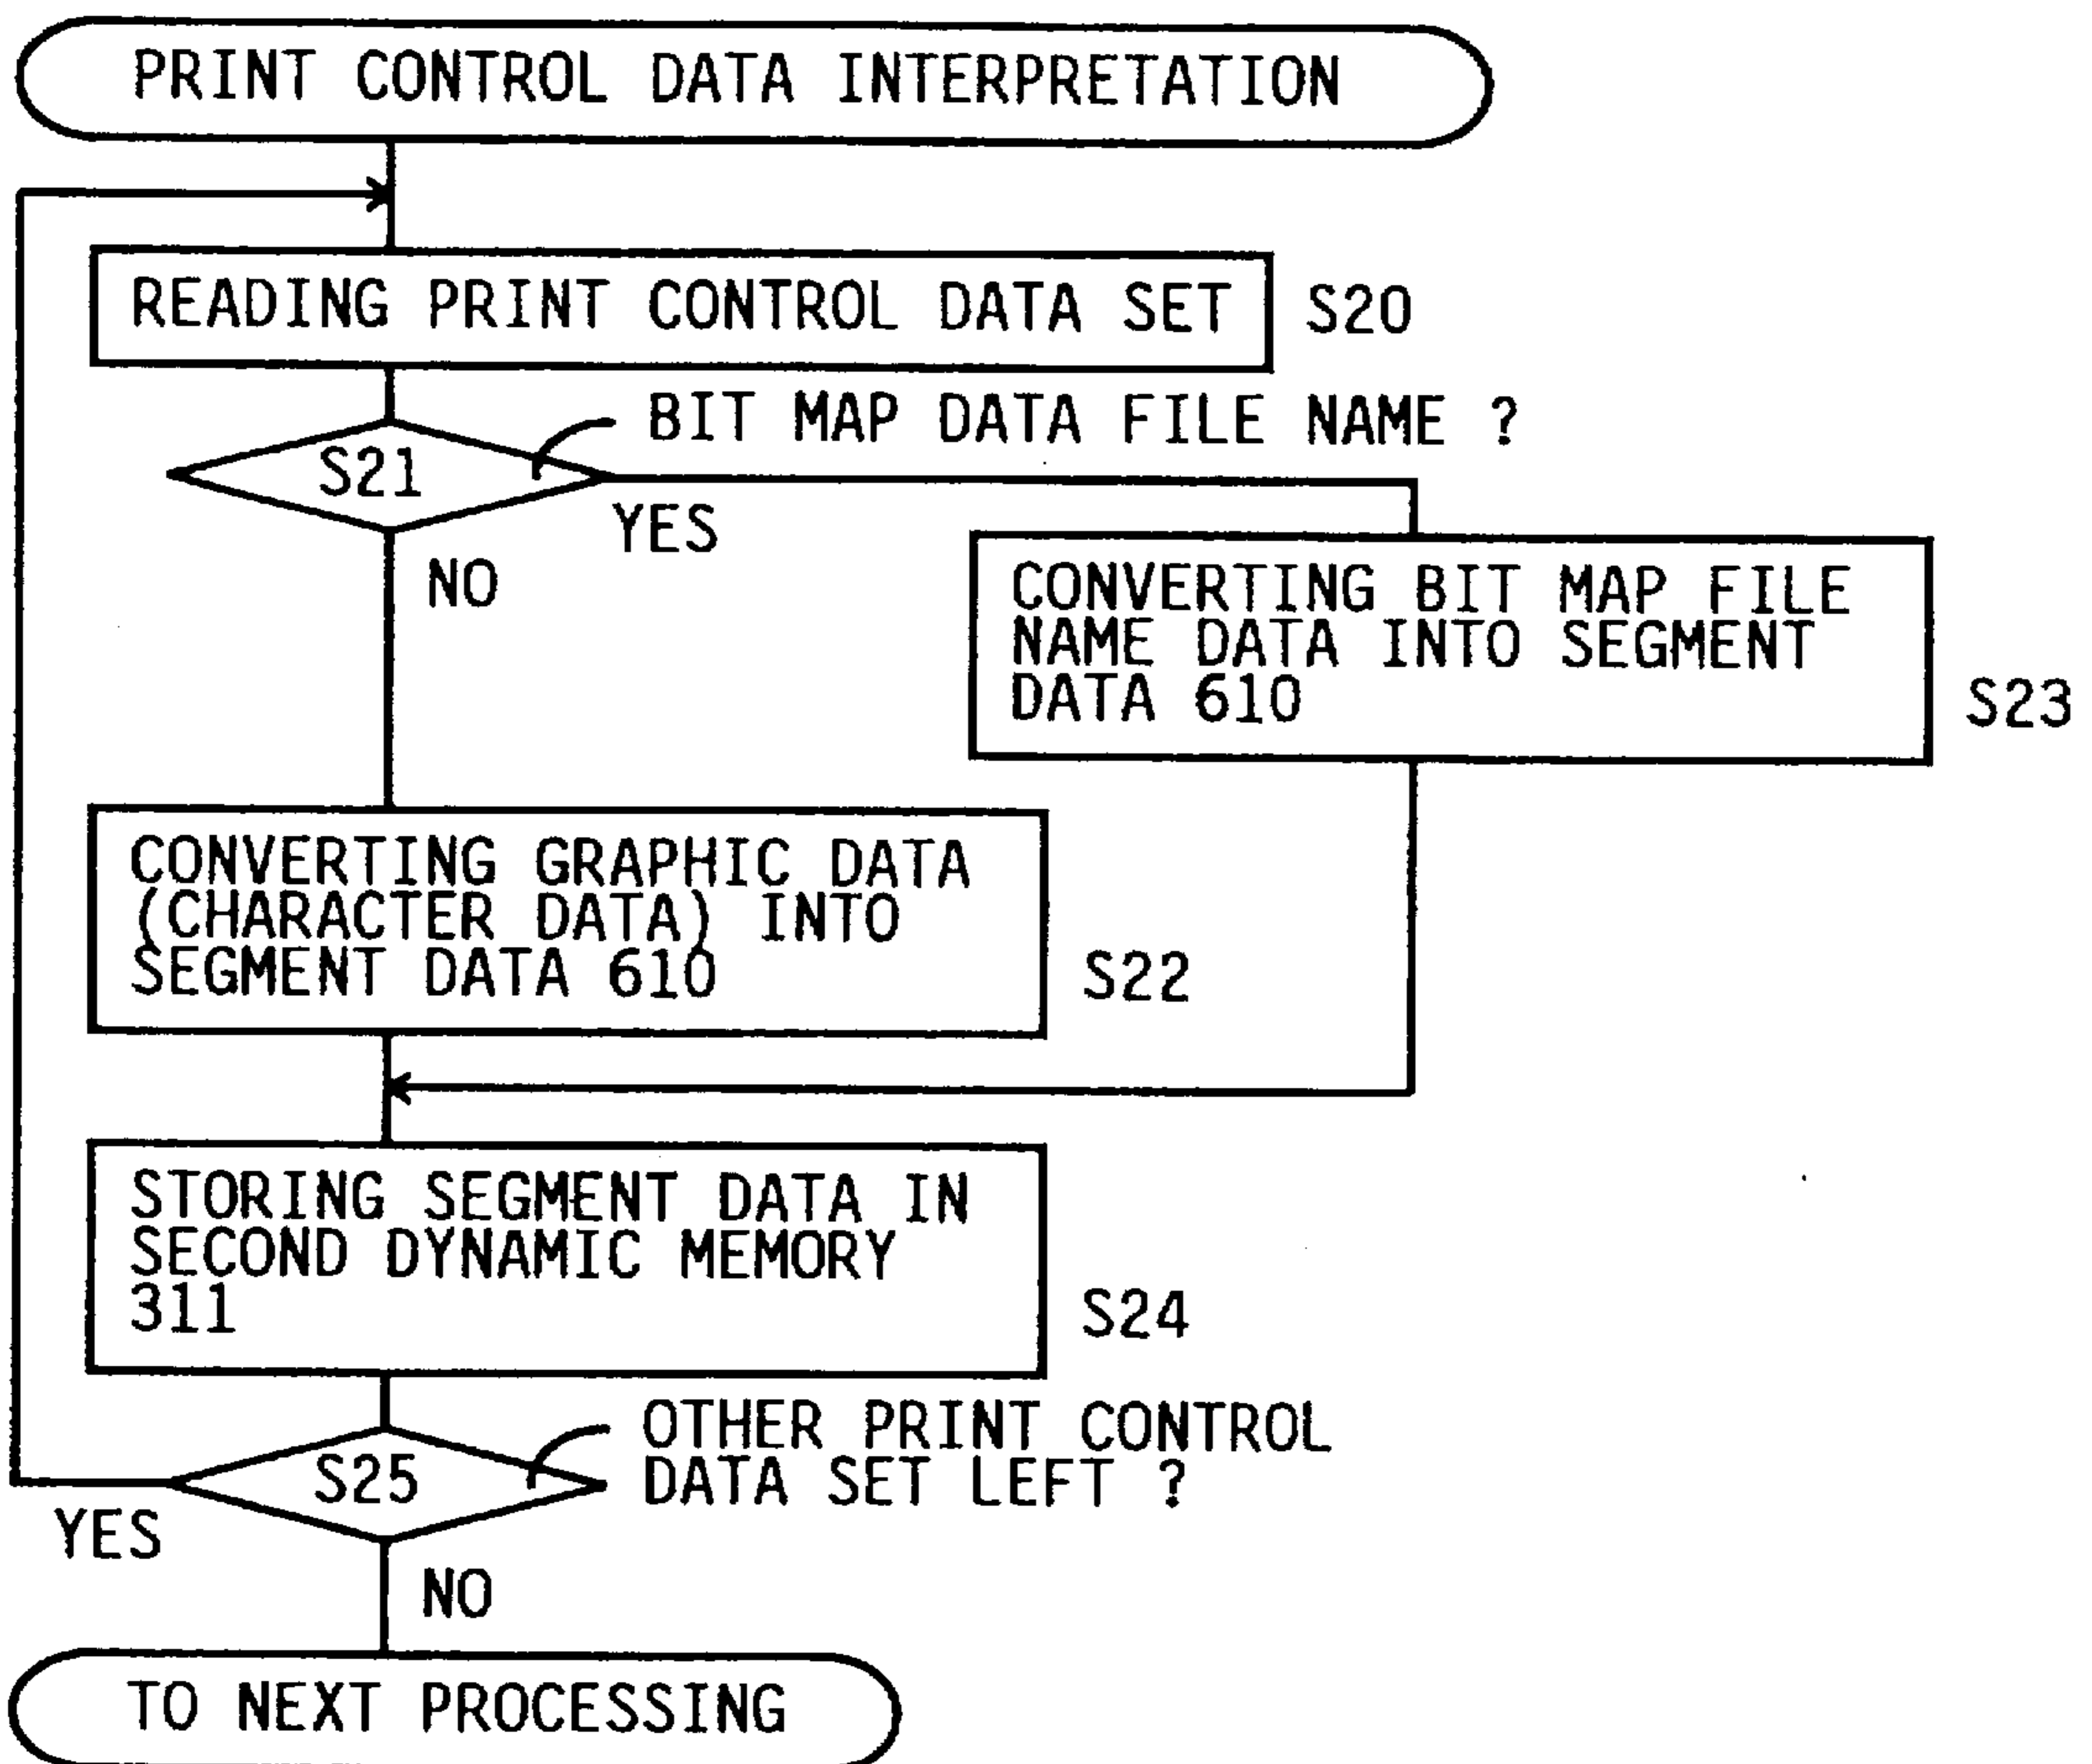 PRINT CONTROL DATA INTERPRETATION
READING PRINT CONTROL DATA SET
S20
BIT MAP DATA FILE NAME ?
S21
YES
NO
CONVERTING BIT MAP FILE
NAME DATA INTO SEGMENT
DATA 610
S23
CONVERTING GRAPHIC DATA
(CHARACTER DATA) INTO
SEGMENT DATA 610
S22
STORING SEGMENT DATA IN
SECOND DYNAMIC MEMORY
311
S24
OTHER PRINT CONTROL
DATA SET LEFT ?
S25
YES
NO
TO NEXT PROCESSING